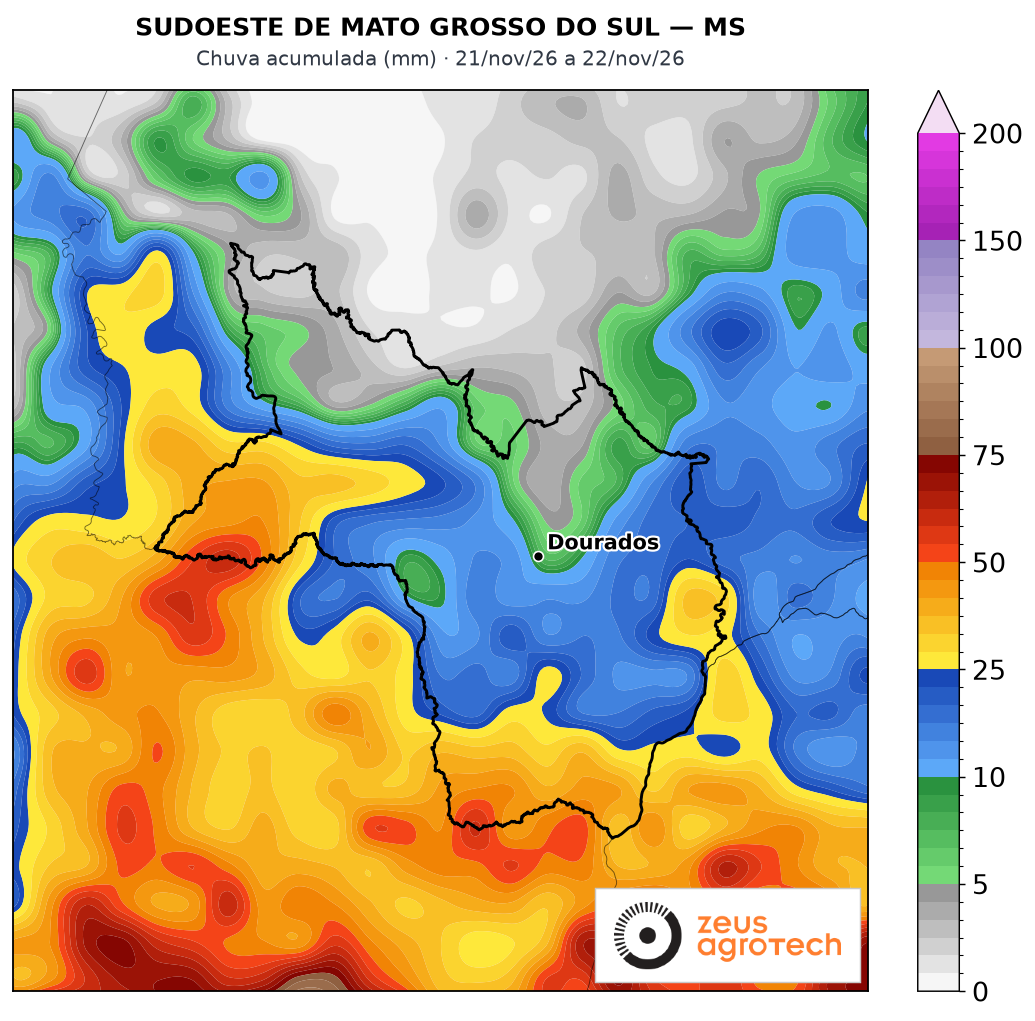 SUDOESTE DE MATO GROSSO DO SUL — MS
Chuva acumulada (mm) · 21/nov/26 a 22/nov/26
200
150
100
75
50
25
10
5
0
Dourados
zeus
agrotech